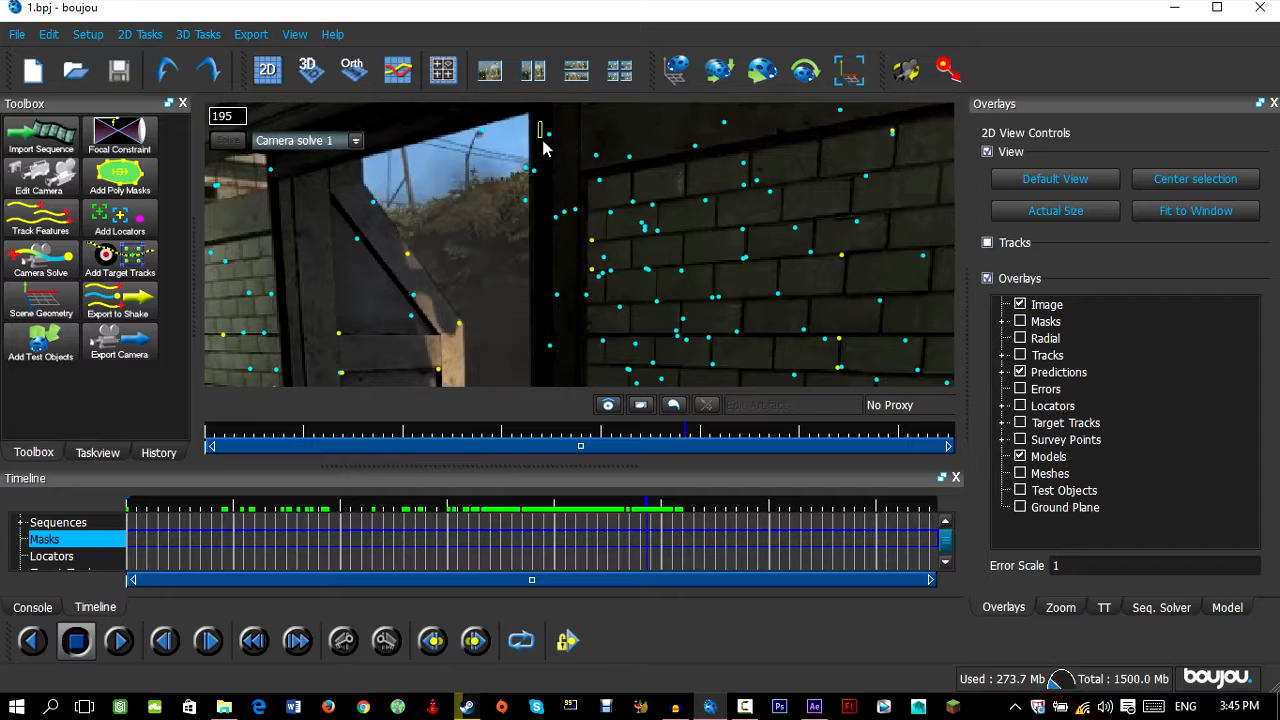 1.bpj - boujou
File Edit Setup 2D Tasks 3D Tasks Export View Help
2D 3D Orth
Toolbox
Import Sequence Focal Constraint
Edit Camera Add Poly Masks
Track Features Add Locators
Camera Solve Add Target Tracks
Scene Geometry Export to Shake
Add Test Objects Export Camera
Toolbox Taskview History
195
Solve Camera solve 1
Edit Artifacts No Proxy
Overlays
2D View Controls
View
Default View Center selection
Actual Size Fit to Window
Tracks
Overlays
Image
Masks
Radial
Tracks
Predictions
Errors
Locators
Target Tracks
Survey Points
Models
Meshes
Test Objects
Ground Plane
Error Scale 1
Overlays Zoom TT Seq. Solver Model
Timeline
Sequences
Masks
Locators
Console Timeline
Used : 273.7 Mb Total : 1500.0 Mb boujou.
ENG 3:45 PM